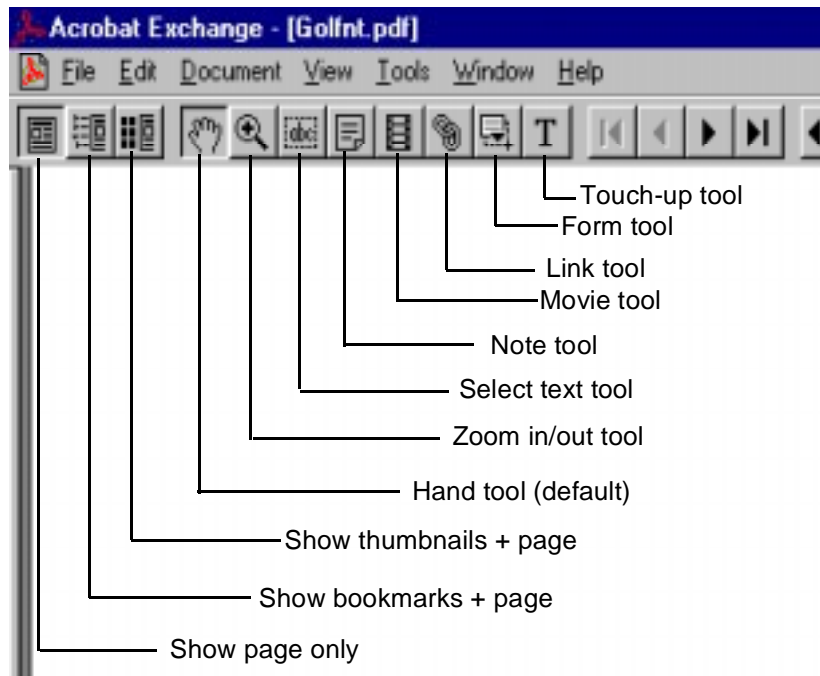 Acrobat Exchange - [Golfnt.pdf]
File Edit Document View Tools Window Help
abc T
Touch-up tool
Form tool
Link tool
Movie tool
Note tool
Select text tool
Zoom in/out tool
Hand tool (default)
Show thumbnails + page
Show bookmarks + page
Show page only